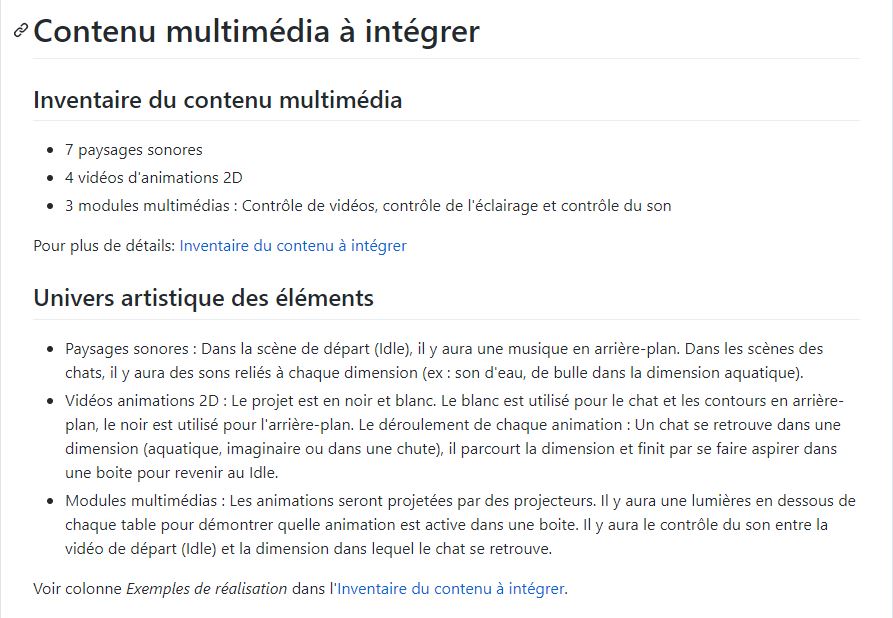 Contenu multimédia à intégrer
Inventaire du contenu multimédia
7 paysages sonores
4 vidéos d'animations 2D
3 modules multimédias : Contrôle de vidéos, contrôle de l'éclairage et contrôle du son
Pour plus de détails: Inventaire du contenu à intégrer
Univers artistique des éléments
Paysages sonores : Dans la scène de départ (Idle), il y aura une musique en arrière-plan. Dans les scènes des
chats, il y aura des sons reliés à chaque dimension (ex : son d'eau, de bulle dans la dimension aquatique).
Vidéos animations 2D : Le projet est en noir et blanc. Le blanc est utilisé pour le chat et les contours en arrière-
plan, le noir est utilisé pour l'arrière-plan. Le déroulement de chaque animation : Un chat se retrouve dans une
dimension (aquatique, imaginaire ou dans une chute), il parcourt la dimension et finit par se faire aspirer dans
une boite pour revenir au Idle.
Modules multimédias : Les animations seront projetées par des projecteurs. Il y aura une lumières en dessous de
chaque table pour démontrer quelle animation est active dans une boite. Il y aura le contrôle du son entre la
vidéo de départ (Idle) et la dimension dans lequel le chat se retrouve.
Voir colonne Exemples de réalisation dans l'Inventaire du contenu à intégrer.